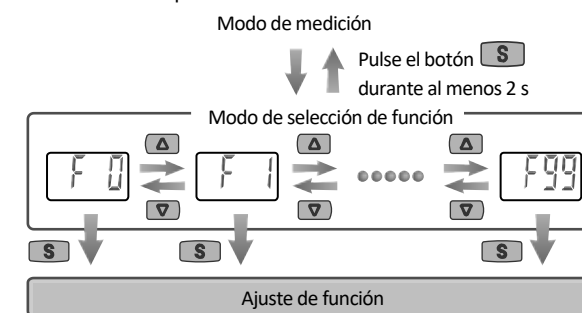 Modo de medición
Pulse el botón S
durante al menos 2 s
Modo de selección de función
F 0 F 1 F99
S S S
Ajuste de función